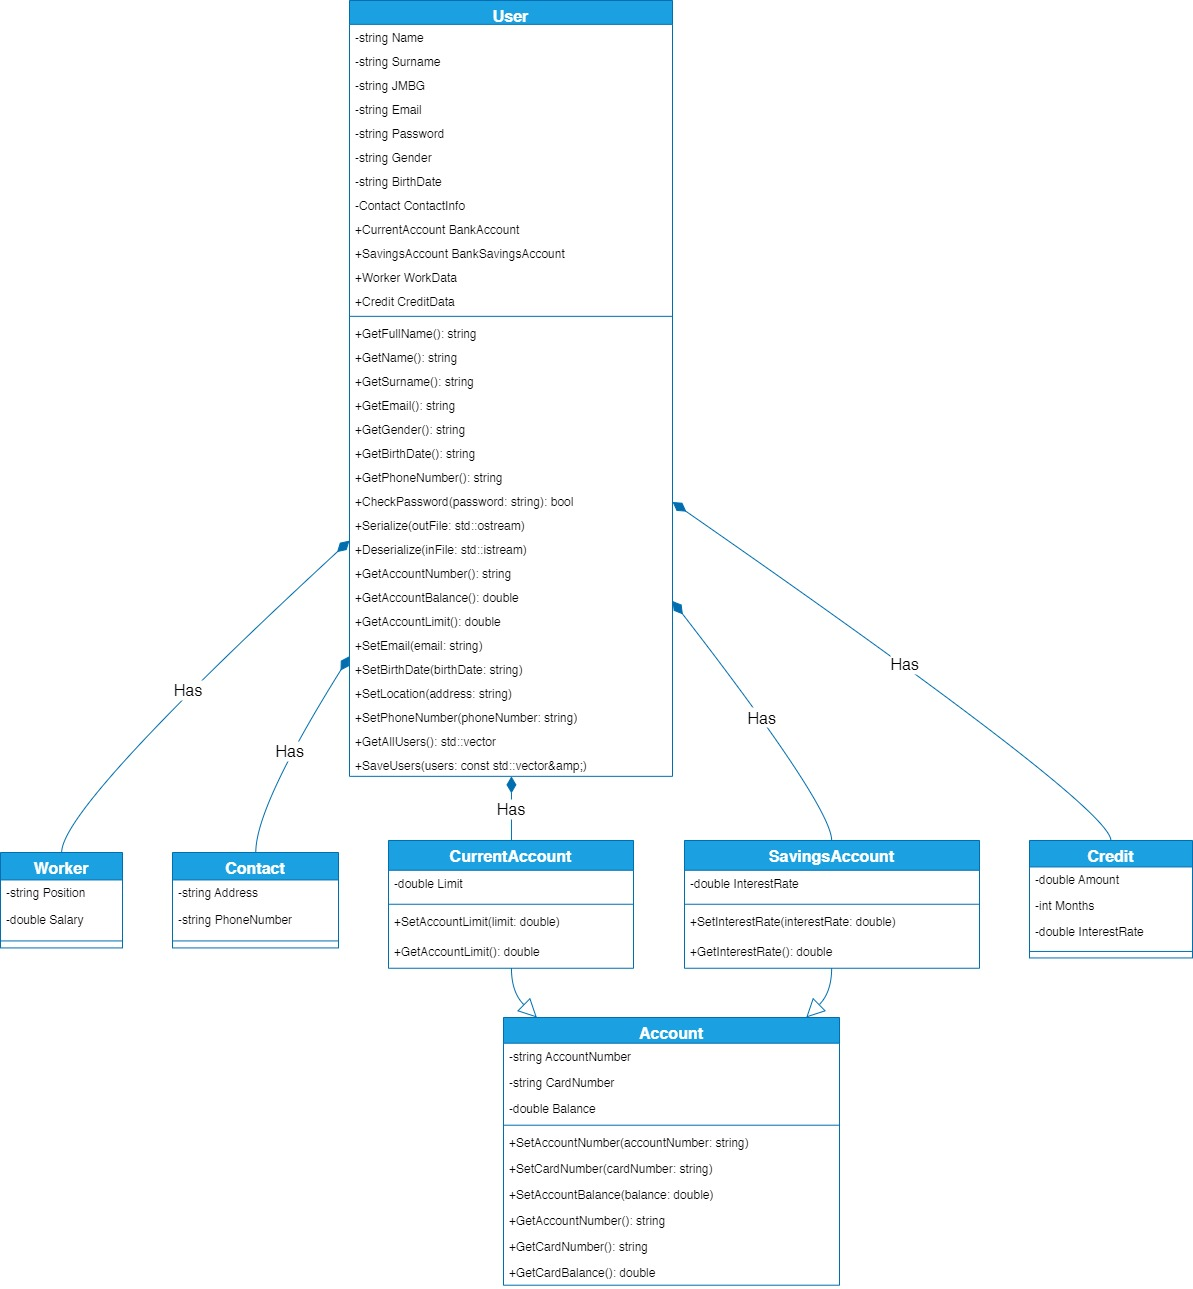 User
-string Name
-string Surname
-string JMBG
-string Email
-string Password
-string Gender
-string BirthDate
-Contact ContactInfo
+CurrentAccount BankAccount
+SavingsAccount BankSavingsAccount
+Worker WorkData
+Credit CreditData
+GetFullName(): string
+GetName(): string
+GetSurname(): string
+GetEmail(): string
+GetGender(): string
+GetBirthDate(): string
+GetPhoneNumber(): string
+CheckPassword(password: string): bool
+Serialize(outFile: std::ostream)
+Deserialize(inFile: std::istream)
+GetAccountNumber(): string
+GetAccountBalance(): double
+GetAccountLimit(): double
+SetEmail(email: string)
+SetBirthDate(birthDate: string)
+SetLocation(address: string)
+SetPhoneNumber(phoneNumber: string)
+GetAllUsers(): std::vector
+SaveUsers(users: const std::vector&amp;)
Has
Has
Has
Has
Has
Worker
-string Position
-double Salary
Contact
-string Address
-string PhoneNumber
CurrentAccount
-double Limit
+SetAccountLimit(limit: double)
+GetAccountLimit(): double
SavingsAccount
-double InterestRate
+SetInterestRate(interestRate: double)
+GetInterestRate(): double
Credit
-double Amount
-int Months
-double InterestRate
Account
-string AccountNumber
-string CardNumber
-double Balance
+SetAccountNumber(accountNumber: string)
+SetCardNumber(cardNumber: string)
+SetAccountBalance(balance: double)
+GetAccountNumber(): string
+GetCardNumber(): string
+GetCardBalance(): double